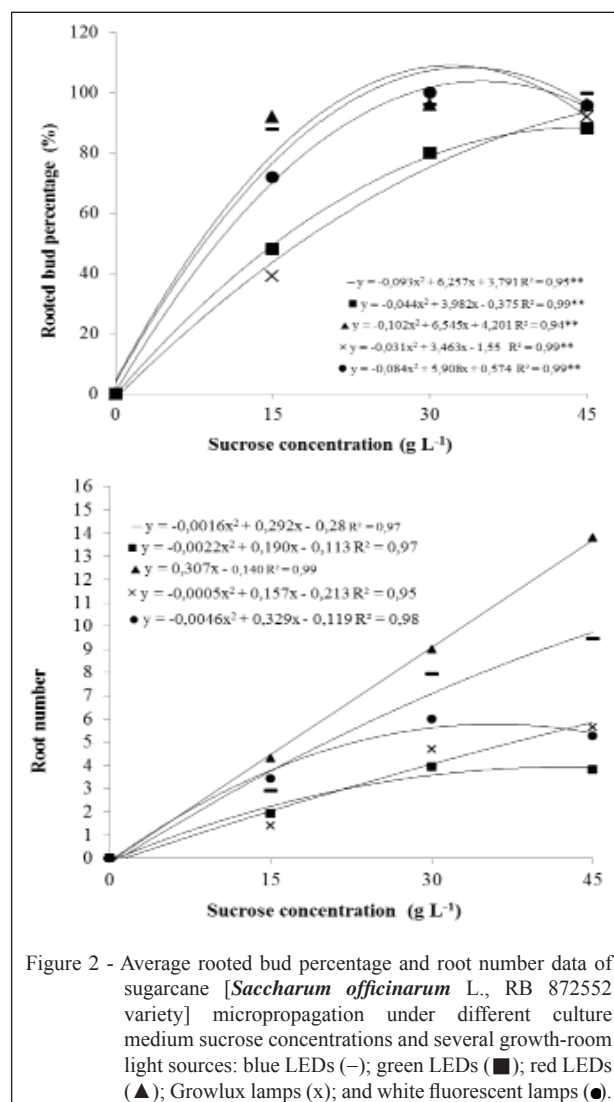 120
100
80
60
40
20
0
Rooted bud percentage (%)
— y = -0,093x² + 6,257x + 3,791 R² = 0,95**
■ y = -0,044x² + 3,982x - 0,375 R² = 0,99**
▲ y = -0,102x² + 6,545x + 4,201 R² = 0,94**
× y = -0,031x² + 3,463x - 1,55 R² = 0,99**
● y = -0,084x² + 5,908x + 0,574 R² = 0,99**
0 15 30 45
Sucrose concentration (g L⁻¹)
16
15
14
13
12
11
10
9
8
7
6
5
4
3
2
1
0
Root number
— y = -0,0016x² + 0,292x - 0,28 R² = 0,97
■ y = -0,0022x² + 0,190x - 0,113 R² = 0,97
▲ y = 0,307x - 0,140 R² = 0,99
× y = -0,0005x² + 0,157x - 0,213 R² = 0,95
● y = -0,0046x² + 0,329x - 0,119 R² = 0,98
0 15 30 45
Sucrose concentration (g L⁻¹)
Figure 2 - Average rooted bud percentage and root number data of
sugarcane [Saccharum officinarum L., RB 872552
variety] micropropagation under different culture
medium sucrose concentrations and several growth-room
light sources: blue LEDs (–); green LEDs (■); red LEDs
(▲); Growlux lamps (x); and white fluorescent lamps (●).